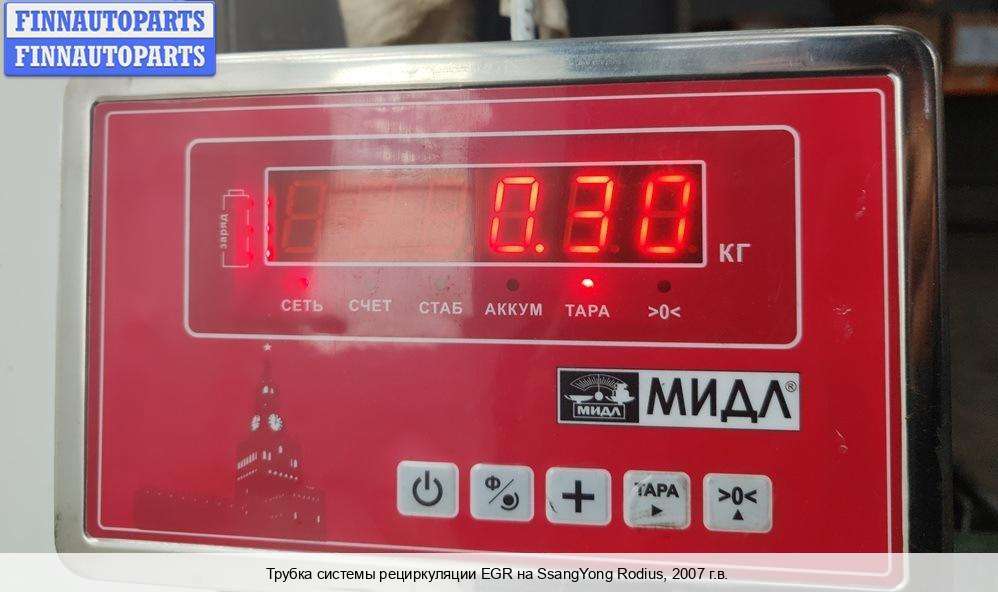 FINNAUTOPARTS
FINNAUTOPARTS
заряд
0.30
КГ
СЕТЬ СЧЕТ СТАБ АККУМ ТАРА >0<
МИДЛ
МИДЛ®
Ф
+
ТАРА
>0<
Трубка системы рециркуляции EGR на SsangYong Rodius, 2007 г.в.